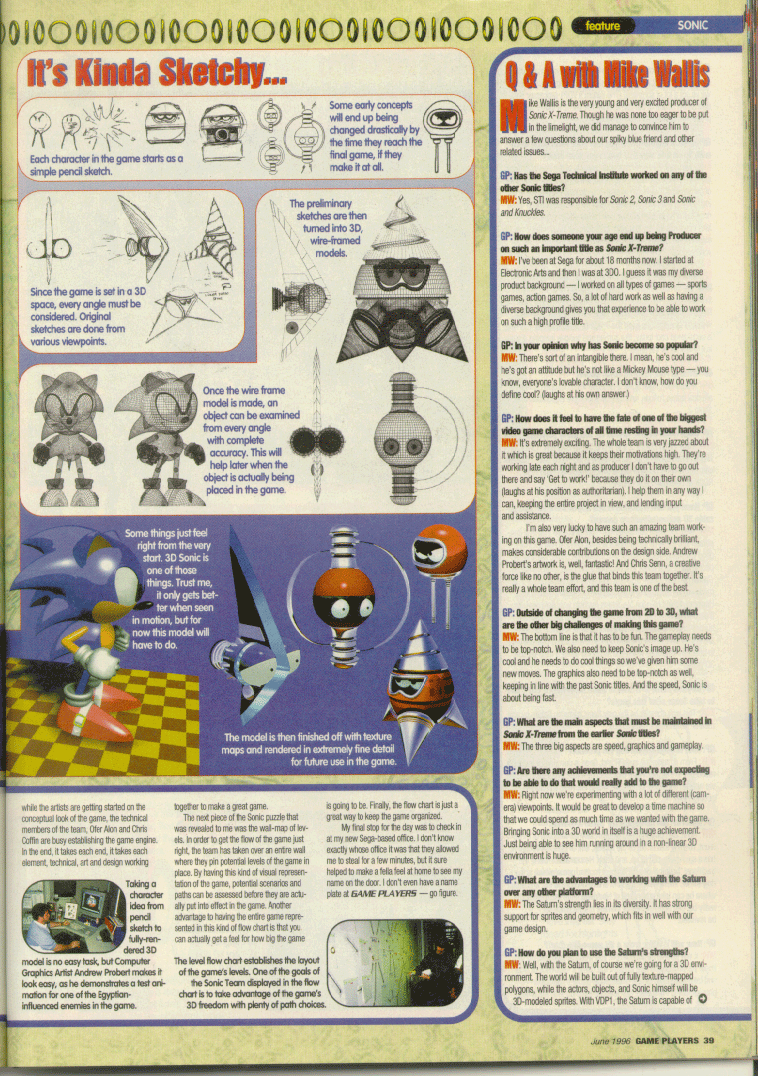 feature
SONIC
It's Kinda Sketchy...
Each character in the game starts as a
simple pencil sketch.
Some early concepts
will end up being
changed drastically by
the time they reach the
final game, if they
make it at all.
Since the game is set in a 3D
space, every angle must be
considered. Original
sketches are done from
various viewpoints.
The preliminary
sketches are then
turned into 3D,
wire-framed
models.
Once the wire frame
model is made, an
object can be examined
from every angle
with complete
accuracy. This will
help later when the
object is actually being
placed in the game.
Some things just feel
right from the very
start. 3D Sonic is
one of those
things. Trust me,
it only gets bet-
ter when seen
in motion, but for
now this model will
have to do.
The model is then finished off with texture
maps and rendered in extremely fine detail
for future use in the game.
while the artists are getting started on the
conceptual look of the game, the technical
members of the team, Ofer Alon and Chris
Coffin are busy establishing the game engine.
In the end, it takes each end, it takes each
element, technical, art and design working
Taking a
character
idea from
pencil
sketch to
fully-ren-
dered 3D
model is no easy task, but Computer
Graphics Artist Andrew Probert makes it
look easy, as he demonstrates a test ani-
mation for one of the Egyptian-
influenced enemies in the game.
together to make a great game.
The next piece of the Sonic puzzle that
was revealed to me was the wall-map of lev-
els. In order to get the flow of the game just
right, the team has taken over an entire wall
where they pin potential levels of the game in
place. By having this kind of visual represen-
tation of the game, potential scenarios and
paths can be assessed before they are actu-
ally put into effect in the game. Another
advantage to having the entire game repre-
sented in this kind of flow chart is that you
can actually get a feel for how big the game
The level flow chart establishes the layout
of the game's levels. One of the goals of
the Sonic Team displayed in the flow
chart is to take advantage of the game's
3D freedom with plenty of path choices.
is going to be. Finally, the flow chart is just a
great way to keep the game organized.
My final stop for the day was to check in
at my new Sega-based office. I don't know
exactly whose office it was that they allowed
me to steal for a few minutes, but it sure
helped to make a fella feel at home to see my
name on the door. I don't even have a name
plate at GAME PLAYERS — go figure.
Q & A with Mike Wallis
Mike Wallis is the very young and very excited producer of
Sonic X-Treme. Though he was none too eager to be put
in the limelight, we did manage to convince him to
answer a few questions about our spiky blue friend and other
related issues...
GP: Has the Sega Technical Institute worked on any of the
other Sonic titles?
MW: Yes, STI was responsible for Sonic 2, Sonic 3 and Sonic
and Knuckles.
GP: How does someone your age end up being Producer
on such an important title as Sonic X-Treme?
MW: I've been at Sega for about 18 months now. I started at
Electronic Arts and then I was at 3DO. I guess it was my diverse
product background — I worked on all types of games — sports
games, action games. So, a lot of hard work as well as having a
diverse background gives you that experience to be able to work
on such a high profile title.
GP: In your opinion why has Sonic become so popular?
MW: There's sort of an intangible there. I mean, he's cool and
he's got an attitude but he's not like a Mickey Mouse type — you
know, everyone's lovable character. I don't know, how do you
define cool? (laughs at his own answer.)
GP: How does it feel to have the fate of one of the biggest
video game characters of all time resting in your hands?
MW: It's extremely exciting. The whole team is very jazzed about
it which is great because it keeps their motivations high. They're
working late each night and as producer I don't have to go out
there and say 'Get to work!' because they do it on their own
(laughs at his position as authoritarian). I help them in any way I
can, keeping the entire project in view, and lending input
and assistance.
I'm also very lucky to have such an amazing team work-
ing on this game. Ofer Alon, besides being technically brilliant,
makes considerable contributions on the design side. Andrew
Probert's artwork is, well, fantastic! And Chris Senn, a creative
force like no other, is the glue that binds this team together. It's
really a whole team effort, and this team is one of the best.
GP: Outside of changing the game from 2D to 3D, what
are the other big challenges of making this game?
MW: The bottom line is that it has to be fun. The gameplay needs
to be top-notch. We also need to keep Sonic's image up. He's
cool and he needs to do cool things so we've given him some
new moves. The graphics also need to be top-notch as well,
keeping in line with the past Sonic titles. And the speed, Sonic is
about being fast.
GP: What are the main aspects that must be maintained in
Sonic X-Treme from the earlier Sonic titles?
MW: The three big aspects are speed, graphics and gameplay.
GP: Are there any achievements that you're not expecting
to be able to do that would really add to the game?
MW: Right now we're experimenting with a lot of different (cam-
era) viewpoints. It would be great to develop a time machine so
that we could spend as much time as we wanted with the game.
Bringing Sonic into a 3D world in itself is a huge achievement.
Just being able to see him running around in a non-linear 3D
environment is huge.
GP: What are the advantages to working with the Saturn
over any other platform?
MW: The Saturn's strength lies in its diversity. It has strong
support for sprites and geometry, which fits in well with our
game design.
GP: How do you plan to use the Saturn's strengths?
MW: Well, with the Saturn, of course we're going for a 3D envi-
ronment. The world will be built out of fully texture-mapped
polygons, while the actors, objects, and Sonic himself will be
3D-modeled sprites. With VDP1, the Saturn is capable of
June 1996 GAME PLAYERS 39